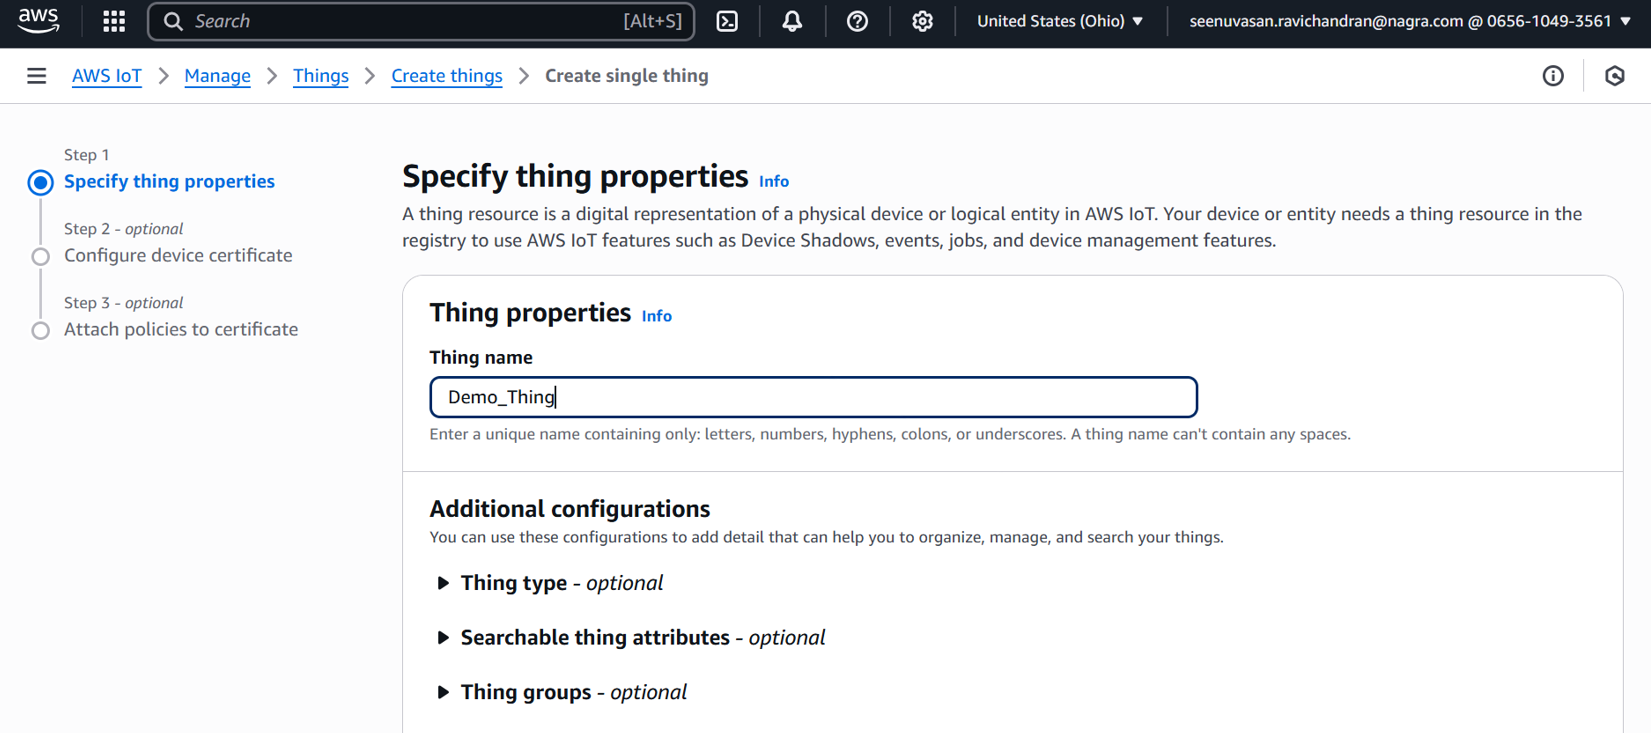 aws
Search [Alt+S] United States (Ohio) seenuvasan.ravichandran@nagra.com @ 0656-1049-3561
AWS IoT > Manage > Things > Create things > Create single thing
Step 1
Specify thing properties
Step 2 - optional
Configure device certificate
Step 3 - optional
Attach policies to certificate
Specify thing properties Info
A thing resource is a digital representation of a physical device or logical entity in AWS IoT. Your device or entity needs a thing resource in the
registry to use AWS IoT features such as Device Shadows, events, jobs, and device management features.
Thing properties Info
Thing name
Demo_Thing
Enter a unique name containing only: letters, numbers, hyphens, colons, or underscores. A thing name can't contain any spaces.
Additional configurations
You can use these configurations to add detail that can help you to organize, manage, and search your things.
Thing type - optional
Searchable thing attributes - optional
Thing groups - optional